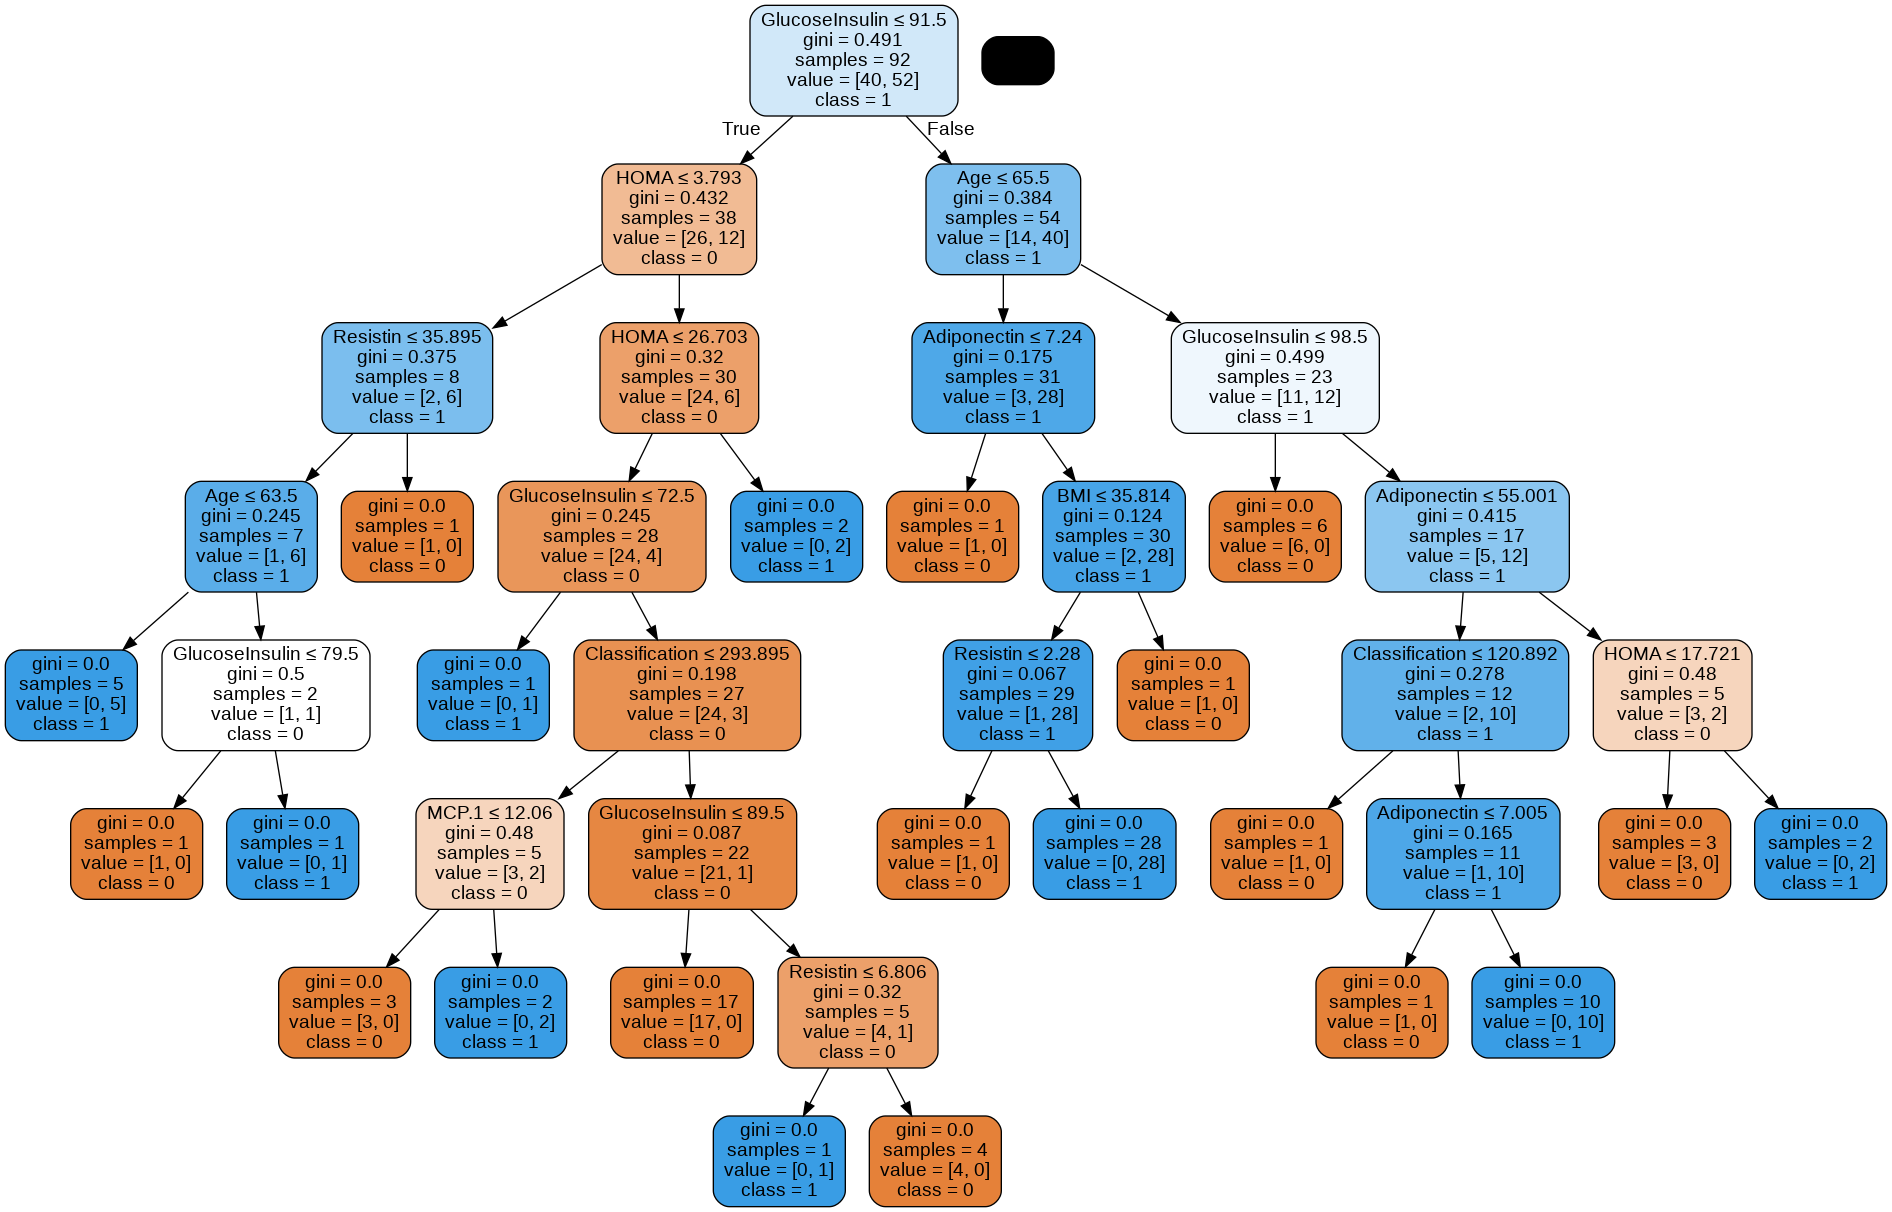 GlucoseInsulin ≤ 91.5
gini = 0.491
samples = 92
value = [40, 52]
class = 1
True
False
HOMA ≤ 3.793
gini = 0.432
samples = 38
value = [26, 12]
class = 0
Age ≤ 65.5
gini = 0.384
samples = 54
value = [14, 40]
class = 1
Resistin ≤ 35.895
gini = 0.375
samples = 8
value = [2, 6]
class = 1
HOMA ≤ 26.703
gini = 0.32
samples = 30
value = [24, 6]
class = 0
Adiponectin ≤ 7.24
gini = 0.175
samples = 31
value = [3, 28]
class = 1
GlucoseInsulin ≤ 98.5
gini = 0.499
samples = 23
value = [11, 12]
class = 1
Age ≤ 63.5
gini = 0.245
samples = 7
value = [1, 6]
class = 1
gini = 0.0
samples = 1
value = [1, 0]
class = 0
GlucoseInsulin ≤ 72.5
gini = 0.245
samples = 28
value = [24, 4]
class = 0
gini = 0.0
samples = 2
value = [0, 2]
class = 1
gini = 0.0
samples = 1
value = [1, 0]
class = 0
BMI ≤ 35.814
gini = 0.124
samples = 30
value = [2, 28]
class = 1
gini = 0.0
samples = 6
value = [6, 0]
class = 0
Adiponectin ≤ 55.001
gini = 0.415
samples = 17
value = [5, 12]
class = 1
gini = 0.0
samples = 5
value = [0, 5]
class = 1
GlucoseInsulin ≤ 79.5
gini = 0.5
samples = 2
value = [1, 1]
class = 0
gini = 0.0
samples = 1
value = [0, 1]
class = 1
Classification ≤ 293.895
gini = 0.198
samples = 27
value = [24, 3]
class = 0
Resistin ≤ 2.28
gini = 0.067
samples = 29
value = [1, 28]
class = 1
gini = 0.0
samples = 1
value = [1, 0]
class = 0
Classification ≤ 120.892
gini = 0.278
samples = 12
value = [2, 10]
class = 1
HOMA ≤ 17.721
gini = 0.48
samples = 5
value = [3, 2]
class = 0
gini = 0.0
samples = 1
value = [1, 0]
class = 0
gini = 0.0
samples = 1
value = [0, 1]
class = 1
MCP.1 ≤ 12.06
gini = 0.48
samples = 5
value = [3, 2]
class = 0
GlucoseInsulin ≤ 89.5
gini = 0.087
samples = 22
value = [21, 1]
class = 0
gini = 0.0
samples = 1
value = [1, 0]
class = 0
gini = 0.0
samples = 28
value = [0, 28]
class = 1
gini = 0.0
samples = 1
value = [1, 0]
class = 0
Adiponectin ≤ 7.005
gini = 0.165
samples = 11
value = [1, 10]
class = 1
gini = 0.0
samples = 3
value = [3, 0]
class = 0
gini = 0.0
samples = 2
value = [0, 2]
class = 1
gini = 0.0
samples = 3
value = [3, 0]
class = 0
gini = 0.0
samples = 2
value = [0, 2]
class = 1
gini = 0.0
samples = 17
value = [17, 0]
class = 0
Resistin ≤ 6.806
gini = 0.32
samples = 5
value = [4, 1]
class = 0
gini = 0.0
samples = 1
value = [1, 0]
class = 0
gini = 0.0
samples = 10
value = [0, 10]
class = 1
gini = 0.0
samples = 1
value = [0, 1]
class = 1
gini = 0.0
samples = 4
value = [4, 0]
class = 0